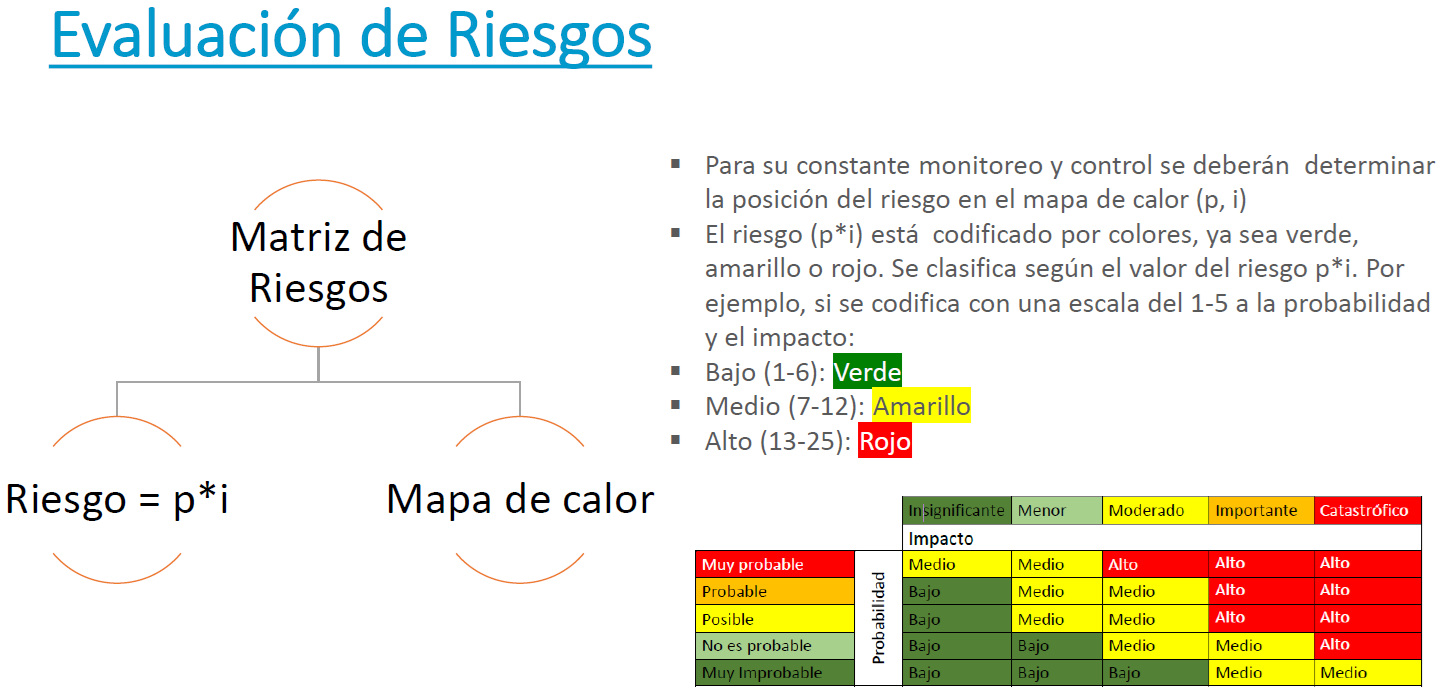 Evaluación de Riesgos
Matriz de
Riesgos
Riesgo = p*i
Mapa de calor
▪ Para su constante monitoreo y control se deberán determinar
la posición del riesgo en el mapa de calor (p, i)
▪ El riesgo (p*i) está codificado por colores, ya sea verde,
amarillo o rojo. Se clasifica según el valor del riesgo p*i. Por
ejemplo, si se codifica con una escala del 1-5 a la probabilidad
y el impacto:
▪ Bajo (1-6): Verde
▪ Medio (7-12): Amarillo
▪ Alto (13-25): Rojo
Insignificante Menor Moderado Importante Catastrófico
Impacto
Probabilidad
Muy probable Medio Medio Alto Alto Alto
Probable Bajo Medio Medio Alto Alto
Posible Bajo Medio Medio Alto Alto
No es probable Bajo Bajo Medio Medio Alto
Muy Improbable Bajo Bajo Bajo Medio Medio